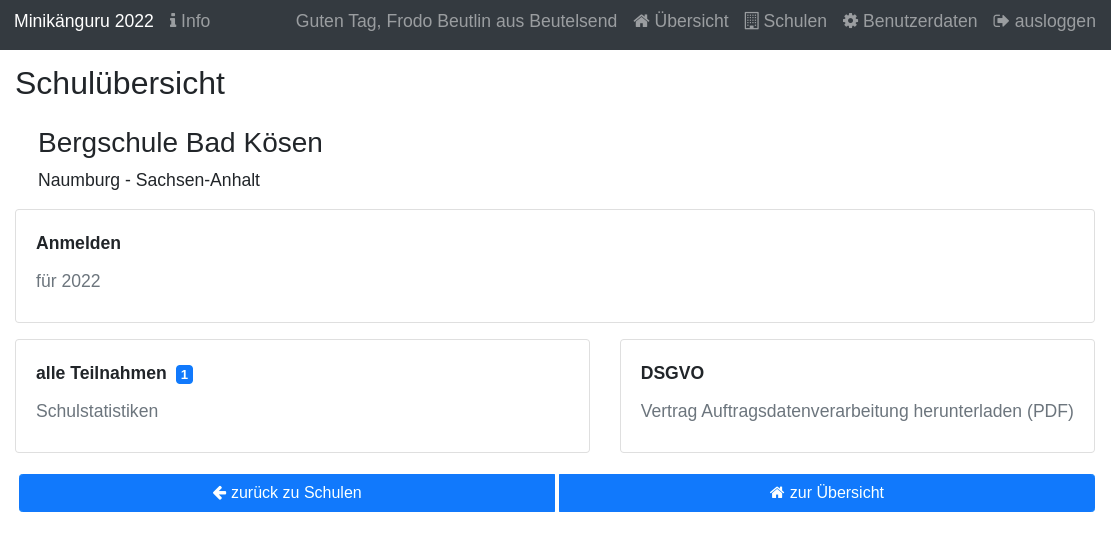 Minikänguru 2022 Info Guten Tag, Frodo Beutlin aus Beutelsend Übersicht Schulen Benutzerdaten ausloggen
Schulübersicht
Bergschule Bad Kösen
Naumburg - Sachsen-Anhalt
Anmelden
für 2022
alle Teilnahmen 1
Schulstatistiken
DSGVO
Vertrag Auftragsdatenverarbeitung herunterladen (PDF)
zurück zu Schulen
zur Übersicht